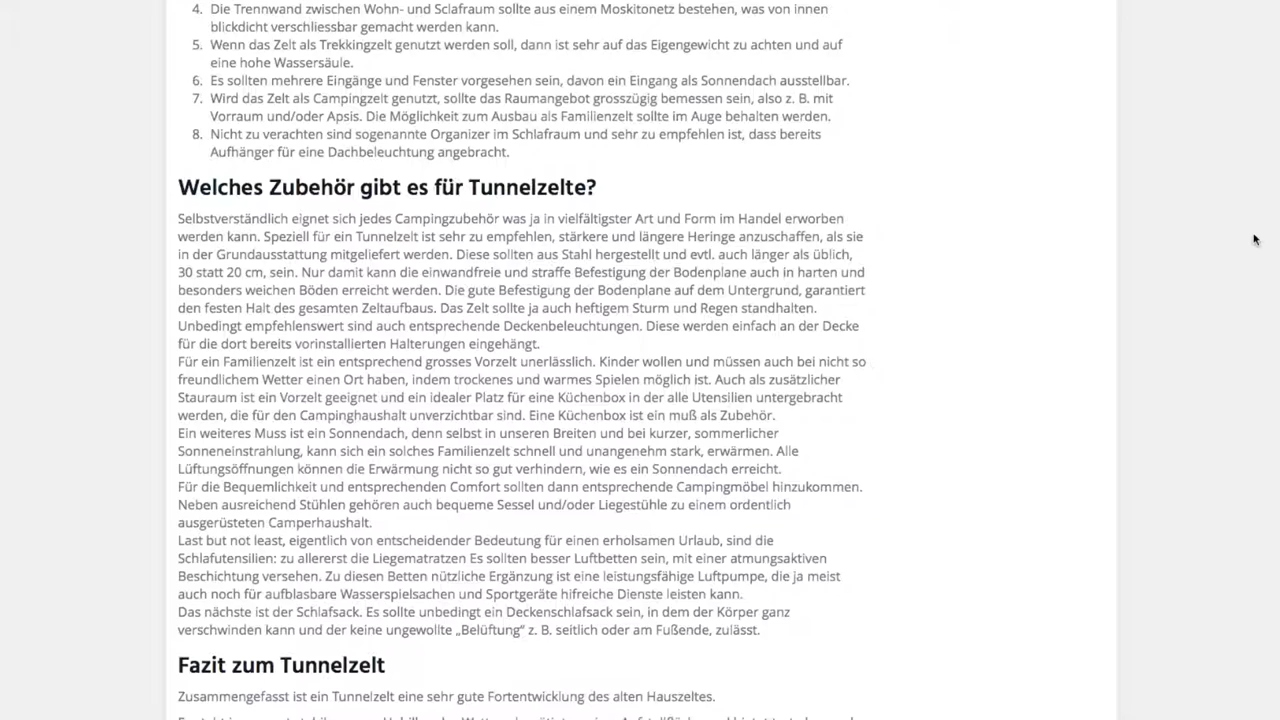 4. Die Trennwand zwischen Wohn- und Sclafraum sollte aus einem Moskitonetz bestehen, was von innen
blickdicht verschliessbar gemacht werden kann.
5. Wenn das Zelt als Trekkingzelt genutzt werden soll, dann ist sehr auf das Eigengewicht zu achten und auf
eine hohe Wassersäule.
6. Es sollten mehrere Eingänge und Fenster vorgesehen sein, davon ein Eingang als Sonnendach ausstellbar.
7. Wird das Zelt als Campingzelt genutzt, sollte das Raumangebot grosszügig bemessen sein, also z. B. mit
Vorraum und/oder Apsis. Die Möglichkeit zum Ausbau als Familienzelt sollte im Auge behalten werden.
8. Nicht zu verachten sind sogenannte Organizer im Schlafraum und sehr zu empfehlen ist, dass bereits
Aufhänger für eine Dachbeleuchtung angebracht.
Welches Zubehör gibt es für Tunnelzelte?
Selbstverständlich eignet sich jedes Campingzubehör was ja in vielfältigster Art und Form im Handel erworben
werden kann. Speziell für ein Tunnelzelt ist sehr zu empfehlen, stärkere und längere Heringe anzuschaffen, als sie
in der Grundausstattung mitgeliefert werden. Diese sollten aus Stahl hergestellt und evtl. auch länger als üblich,
30 statt 20 cm, sein. Nur damit kann die einwandfreie und straffe Befestigung der Bodenplane auch in harten und
besonders weichen Böden erreicht werden. Die gute Befestigung der Bodenplane auf dem Untergrund, garantiert
den festen Halt des gesamten Zeltaufbaus. Das Zelt sollte ja auch heftigem Sturm und Regen standhalten.
Unbedingt empfehlenswert sind auch entsprechende Deckenbeleuchtungen. Diese werden einfach an der Decke
für die dort bereits vorinstallierten Halterungen eingehängt.
Für ein Familienzelt ist ein entsprechend grosses Vorzelt unerlässlich. Kinder wollen und müssen auch bei nicht so
freundlichem Wetter einen Ort haben, indem trockenes und warmes Spielen möglich ist. Auch als zusätzlicher
Stauraum ist ein Vorzelt geeignet und ein idealer Platz für eine Küchenbox in der alle Utensilien untergebracht
werden, die für den Campinghaushalt unverzichtbar sind. Eine Küchenbox ist ein muß als Zubehör.
Ein weiteres Muss ist ein Sonnendach, denn selbst in unseren Breiten und bei kurzer, sommerlicher
Sonneneinstrahlung, kann sich ein solches Familienzelt schnell und unangenehm stark, erwärmen. Alle
Lüftungsöffnungen können die Erwärmung nicht so gut verhindern, wie es ein Sonnendach erreicht.
Für die Bequemlichkeit und entsprechenden Comfort sollten dann entsprechende Campingmöbel hinzukommen.
Neben ausreichend Stühlen gehören auch bequeme Sessel und/oder Liegestühle zu einem ordentlich
ausgerüsteten Camperhaushalt.
Last but not least, eigentlich von entscheidender Bedeutung für einen erholsamen Urlaub, sind die
Schlafutensilien: zu allererst die Liegematratzen Es sollten besser Luftbetten sein, mit einer atmungsaktiven
Beschichtung versehen. Zu diesen Betten nützliche Ergänzung ist eine leistungsfähige Luftpumpe, die ja meist
auch noch für aufblasbare Wasserspielsachen und Sportgeräte hifreiche Dienste leisten kann.
Das nächste ist der Schlafsack. Es sollte unbedingt ein Deckenschlafsack sein, in dem der Körper ganz
verschwinden kann und der keine ungewollte „Belüftung“ z. B. seitlich oder am Fußende, zulässt.
Fazit zum Tunnelzelt
Zusammengefasst ist ein Tunnelzelt eine sehr gute Fortentwicklung des alten Hauszeltes.